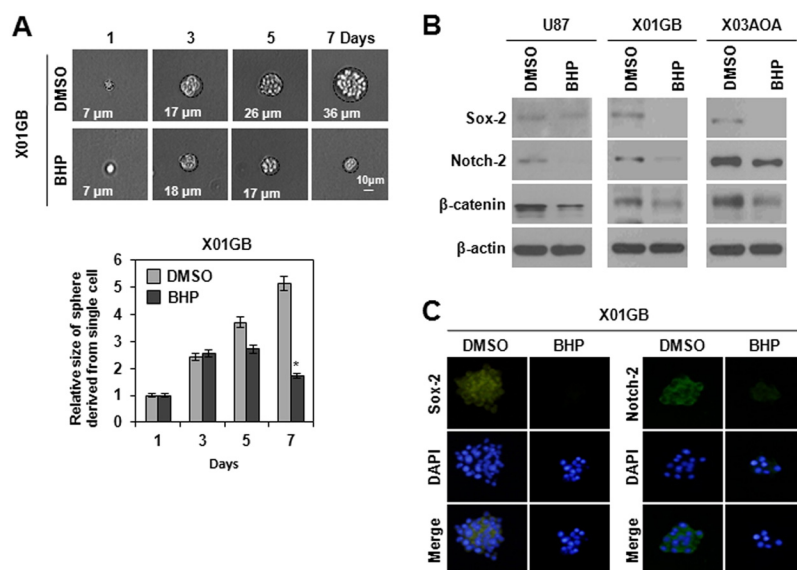 A
1 3 5 7 Days
X01GB
DMSO
7 µm 17 µm 26 µm 36 µm
BHP
7 µm 18 µm 17 µm 10µm
X01GB
Relative size of sphere
derived from single cell
6
5
4
3
2
1
0
DMSO
BHP
*
1 3 5 7
Days
B
U87 X01GB X03AOA
DMSO BHP DMSO BHP DMSO BHP
Sox-2
Notch-2
β-catenin
β-actin
C
X01GB
DMSO BHP DMSO BHP
Sox-2 Notch-2
DAPI DAPI
Merge Merge